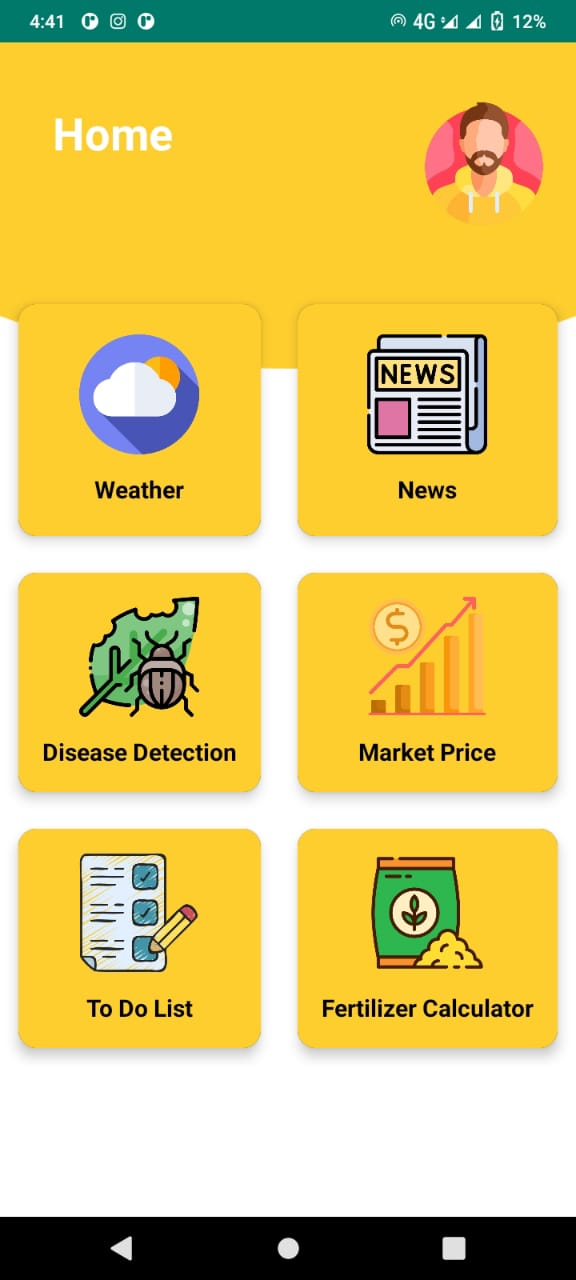 4:41 4G 12%
Home
NEWS
Weather
News
$
Disease Detection
Market Price
To Do List
Fertilizer Calculator